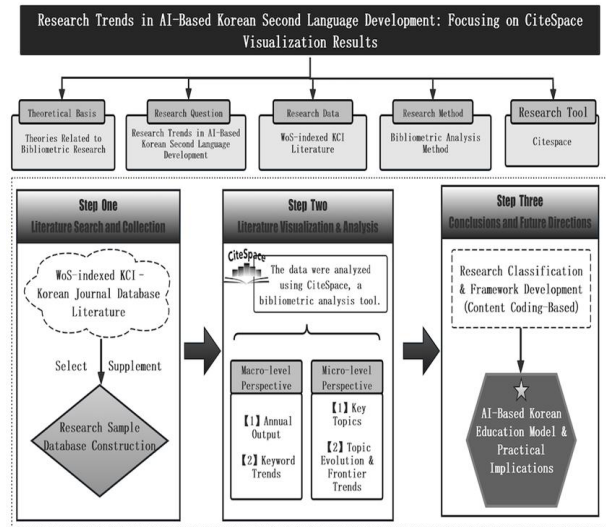 Research Trends in AI-Based Korean Second Language Development: Focusing on CiteSpace
Visualization Results
Theoretical Basis
Theories Related to
Bibliometric Research
Research Question
Research Trends in AI-Based
Korean Second Language
Development
Research Data
WoS-indexed KCI
Literature
Research Method
Bibliometric Analysis
Method
Research Tool
Citespace
Step One
Literature Search and Collection
WoS-indexed KCI-
Korean Journal Database
Literature
Select
Supplement
Research Sample
Database Construction
Step Two
Literature Visualization & Analysis
CiteSpace
The data were analyzed
using CiteSpace, a
bibliometric analysis tool.
Macro-level
Perspective
【1】Annual
Output
【2】Keyword
Trends
Micro-level
Perspective
【1】Key
Topics
【2】Topic
Evolution &
Frontier
Trends
Step Three
Conclusions and Future Directions
Research Classification
& Framework Development
(Content Coding-Based)
AI-Based Korean
Education Model &
Practical
Implications